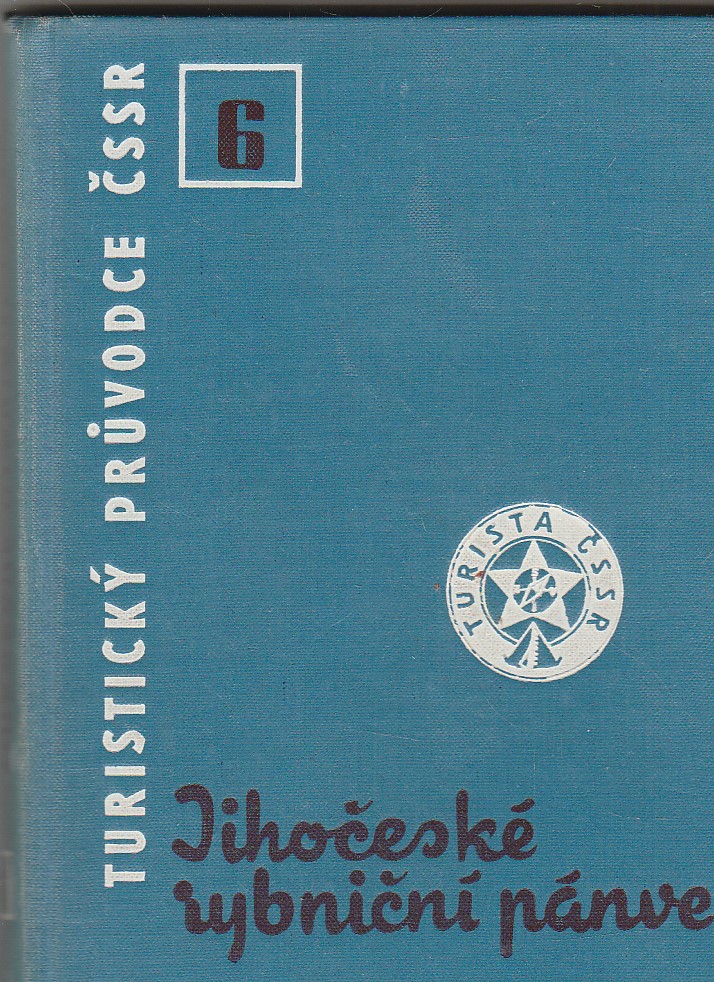 TURISTICKÝ PRŮVODCE ČSSR
6
TURISTA ČSSR
Jihočeské
rybniční pánve